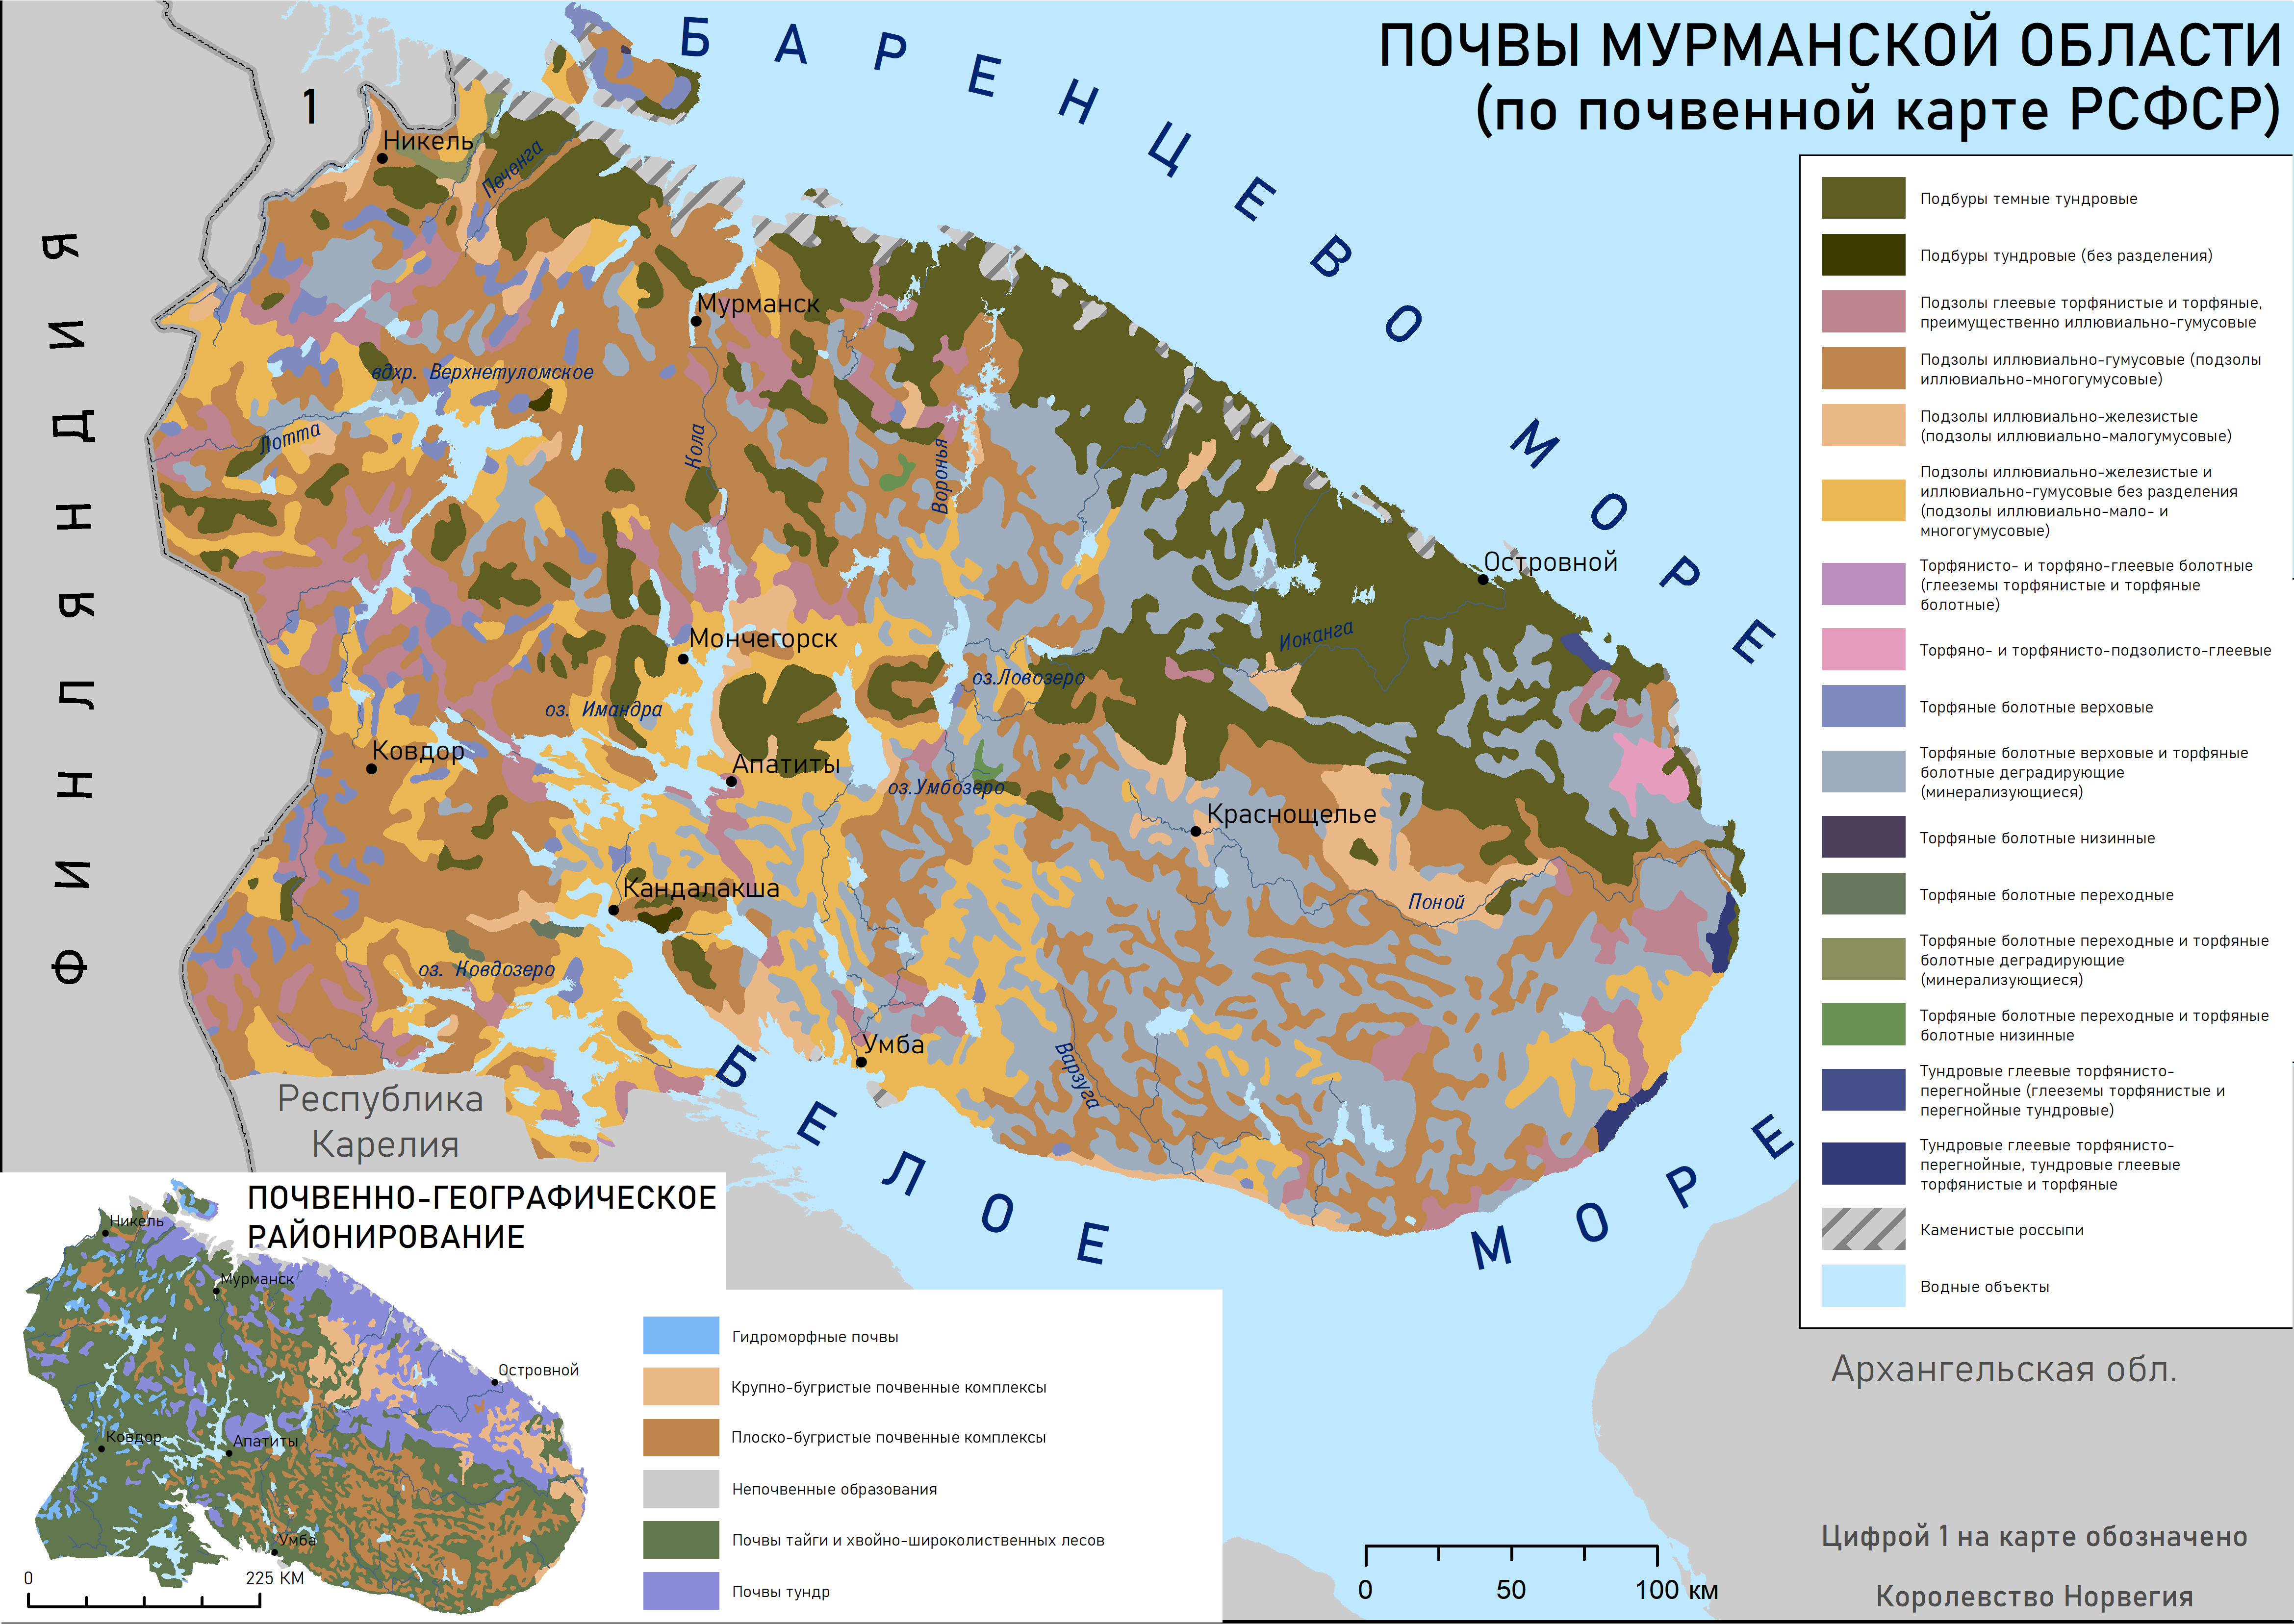 ПОЧВЫ МУРМАНСКОЙ ОБЛАСТИ
(по почвенной карте РСФСР)
БАРЕНЦЕВО МОРЕ
ФИНЛЯНДИЯ
1
Никель
Печенга
Мурманск
вдхр. Верхнетуломское
Лотта
Кола
Воронья
Островной
Иоканга
Мончегорск
оз.Ловозеро
оз. Имандра
Ковдор
Апатиты
оз.Умбозеро
Краснощелье
Кандалакша
Поной
оз. Ковдозеро
Умба
Варзуга
БЕЛОЕ МОРЕ
Республика
Карелия
Подбуры темные тундровые
Подбуры тундровые (без разделения)
Подзолы глеевые торфянистые и торфяные,
преимущественно иллювиально-гумусовые
Подзолы иллювиально-гумусовые (подзолы
иллювиально-многогумусовые)
Подзолы иллювиально-железистые
(подзолы иллювиально-малогумусовые)
Подзолы иллювиально-железистые и
иллювиально-гумусовые без разделения
(подзолы иллювиально-мало- и
многогумусовые)
Торфянисто- и торфяно-глеевые болотные
(глееземы торфянистые и торфяные
болотные)
Торфяно- и торфянисто-подзолисто-глеевые
Торфяные болотные верховые
Торфяные болотные верховые и торфяные
болотные деградирующие
(минерализующиеся)
Торфяные болотные низинные
Торфяные болотные переходные
Торфяные болотные переходные и торфяные
болотные деградирующие
(минерализующиеся)
Торфяные болотные переходные и торфяные
болотные низинные
Тундровые глеевые торфянисто-
перегнойные (глееземы торфянистые и
перегнойные тундровые)
Тундровые глеевые торфянисто-
перегнойные, тундровые глеевые
торфянистые и торфяные
Каменистые россыпи
Водные объекты
Архангельская обл.
Цифрой 1 на карте обозначено
Королевство Норвегия
0 50 100 км
ПОЧВЕННО-ГЕОГРАФИЧЕСКОЕ
РАЙОНИРОВАНИЕ
Никель
Мурманск
Островной
Ковдор
Апатиты
Умба
0 225 КМ
Гидроморфные почвы
Крупно-бугристые почвенные комплексы
Плоско-бугристые почвенные комплексы
Непочвенные образования
Почвы тайги и хвойно-широколиственных лесов
Почвы тундр